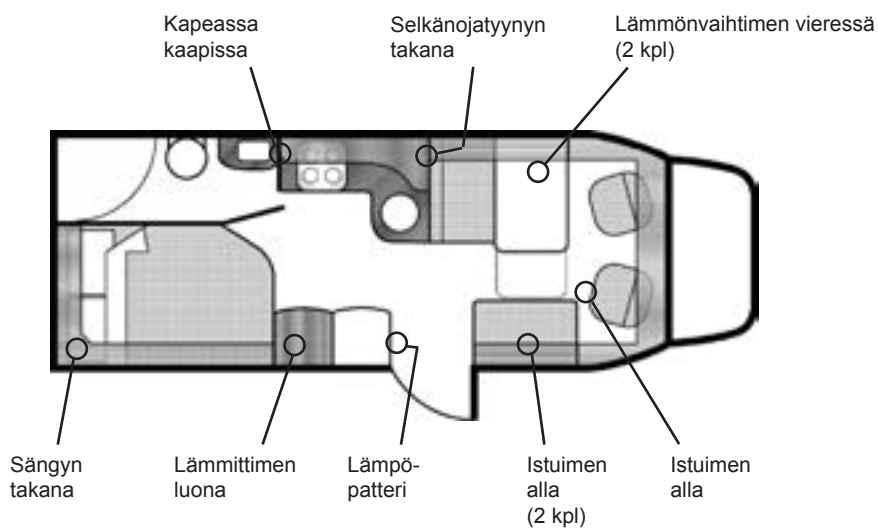 Kapeassa
kaapissa
Selkänojatyynyn
takana
Lämmönvaihtimen vieressä
(2 kpl)
Sängyn
takana
Lämmittimen
luona
Lämpö-
patteri
Istuimen
alla
(2 kpl)
Istuimen
alla